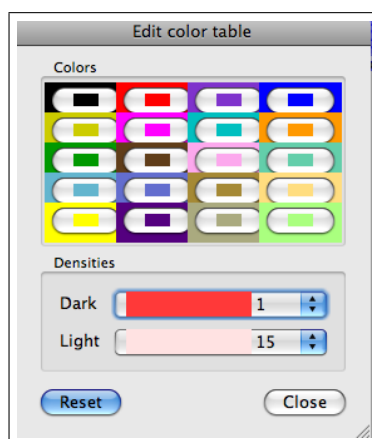 Edit color table
Colors
Densities
Dark 1
Light 15
Reset Close